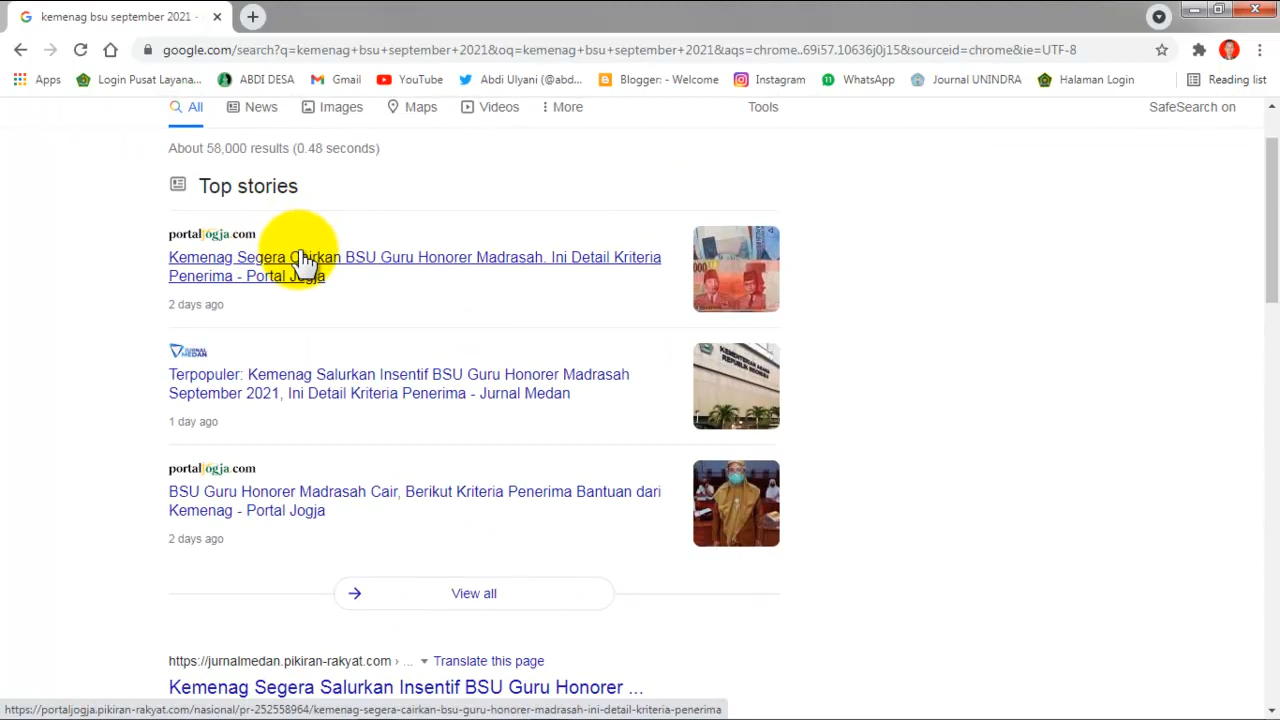 kemenag bsu september 2021 -
google.com/search?q=kemenag+bsu+september+2021&oq=kemenag+bsu+september+2021&aqs=chrome..69i57.10636j0j15&sourceid=chrome&ie=UTF-8
Apps Login Pusat Layana... ABDI DESA Gmail YouTube Abdi Ulyani (@abd... Blogger: - Welcome Instagram 11 WhatsApp Journal UNINDRA Halaman Login Reading list
All News Images Maps Videos More Tools SafeSearch on
About 58,000 results (0.48 seconds)
Top stories
portaljogja.com
Kemenag Segera Cairkan BSU Guru Honorer Madrasah. Ini Detail Kriteria
Penerima - Portal Jogja
2 days ago
JURNAL
MEDAN
KEMENTERIAN AGAMA
REPUBLIK INDONESIA
Terpopuler: Kemenag Salurkan Insentif BSU Guru Honorer Madrasah
September 2021, Ini Detail Kriteria Penerima - Jurnal Medan
1 day ago
portaljogja.com
BSU Guru Honorer Madrasah Cair, Berikut Kriteria Penerima Bantuan dari
Kemenag - Portal Jogja
2 days ago
View all
https://jurnalmedan.pikiran-rakyat.com › ... Translate this page
Kemenag Segera Salurkan Insentif BSU Guru Honorer ...
https://portaljogja.pikiran-rakyat.com/nasional/pr-252558964/kemenag-segera-cairkan-bsu-guru-honorer-madrasah-ini-detail-kriteria-penerima